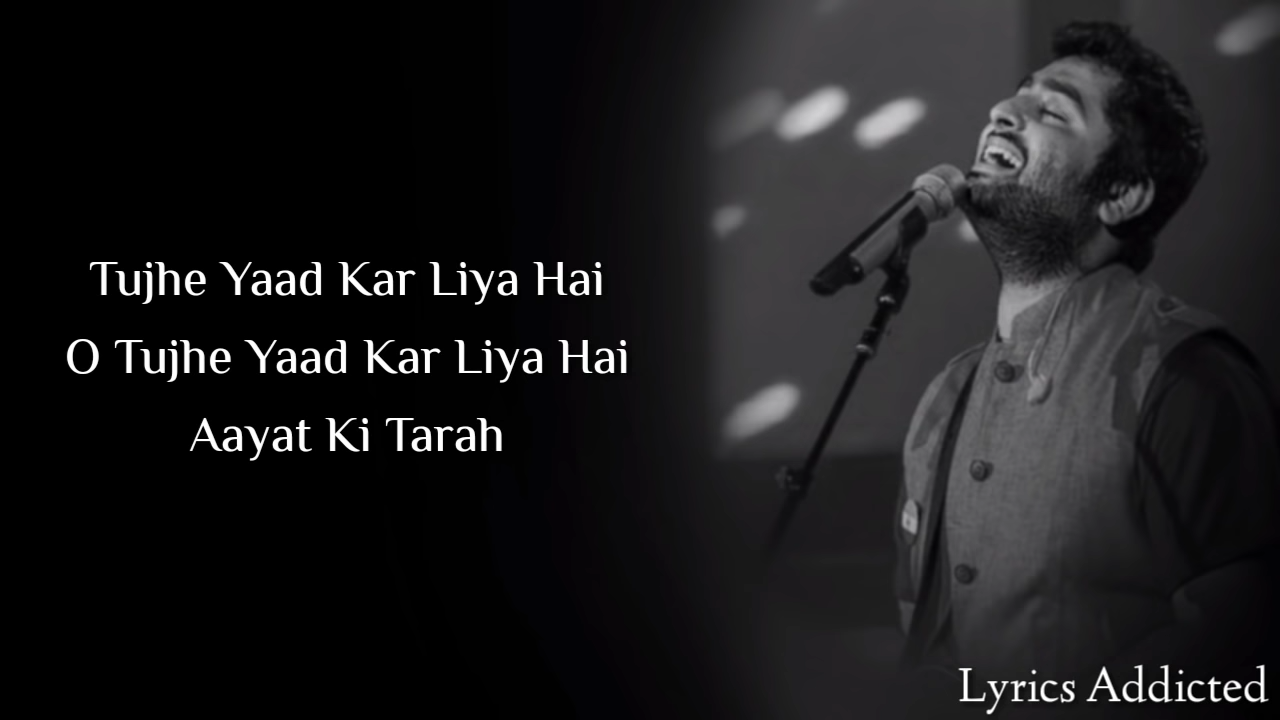 Tujhe Yaad Kar Liya Hai
O Tujhe Yaad Kar Liya Hai
Aayat Ki Tarah
Lyrics Addicted